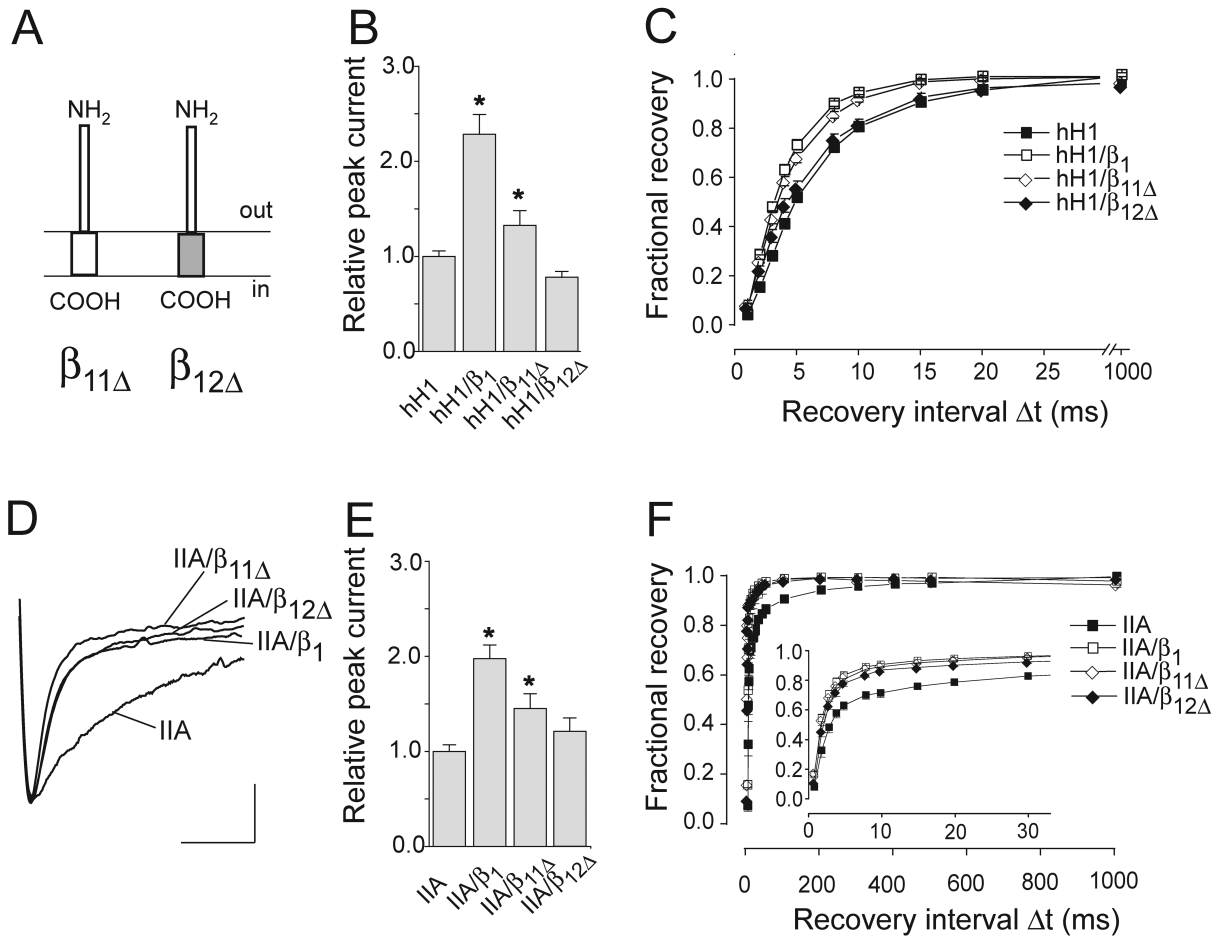 A
NH2 NH2
out
in
COOH COOH
β11Δ β12Δ
B
Relative peak current
3.0
2.0
1.0
0.0
*
*
hH1 hH1/β1 hH1/β11Δ hH1/β12Δ
C
Fractional recovery
1.0
0.8
0.6
0.4
0.2
0.0
hH1
hH1/β1
hH1/β11Δ
hH1/β12Δ
0 5 10 15 20 25 1000
Recovery interval Δt (ms)
D
IIA/β11Δ
IIA/β12Δ
IIA/β1
IIA
E
Relative peak current
3.0
2.0
1.0
0.0
*
*
IIA IIA/β1 IIA/β11Δ IIA/β12Δ
F
Fractional recovery
1.0
0.8
0.6
0.4
0.2
0.0
IIA
IIA/β1
IIA/β11Δ
IIA/β12Δ
1.0
0.8
0.6
0.4
0.2
0.0
0 10 20 30
0 200 400 600 800 1000
Recovery interval Δt (ms)